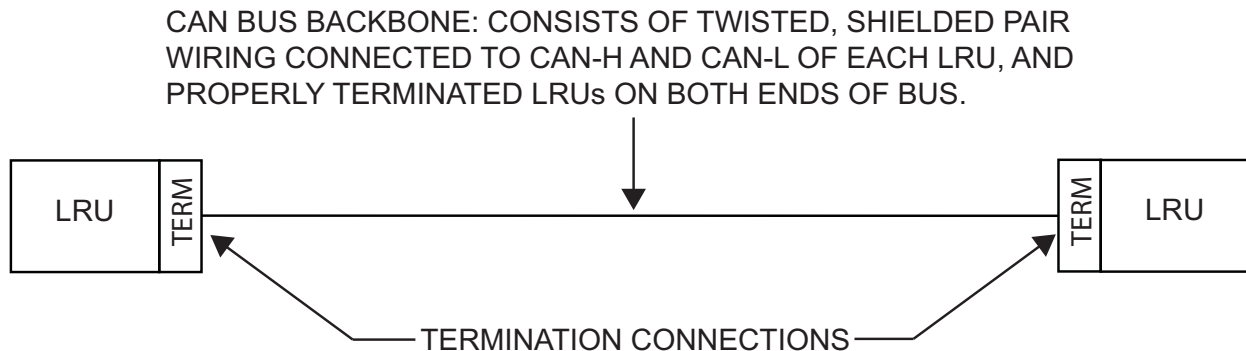 CAN BUS BACKBONE: CONSISTS OF TWISTED, SHIELDED PAIR
WIRING CONNECTED TO CAN-H AND CAN-L OF EACH LRU, AND
PROPERLY TERMINATED LRUs ON BOTH ENDS OF BUS.
LRU
TERM
TERM
LRU
TERMINATION CONNECTIONS